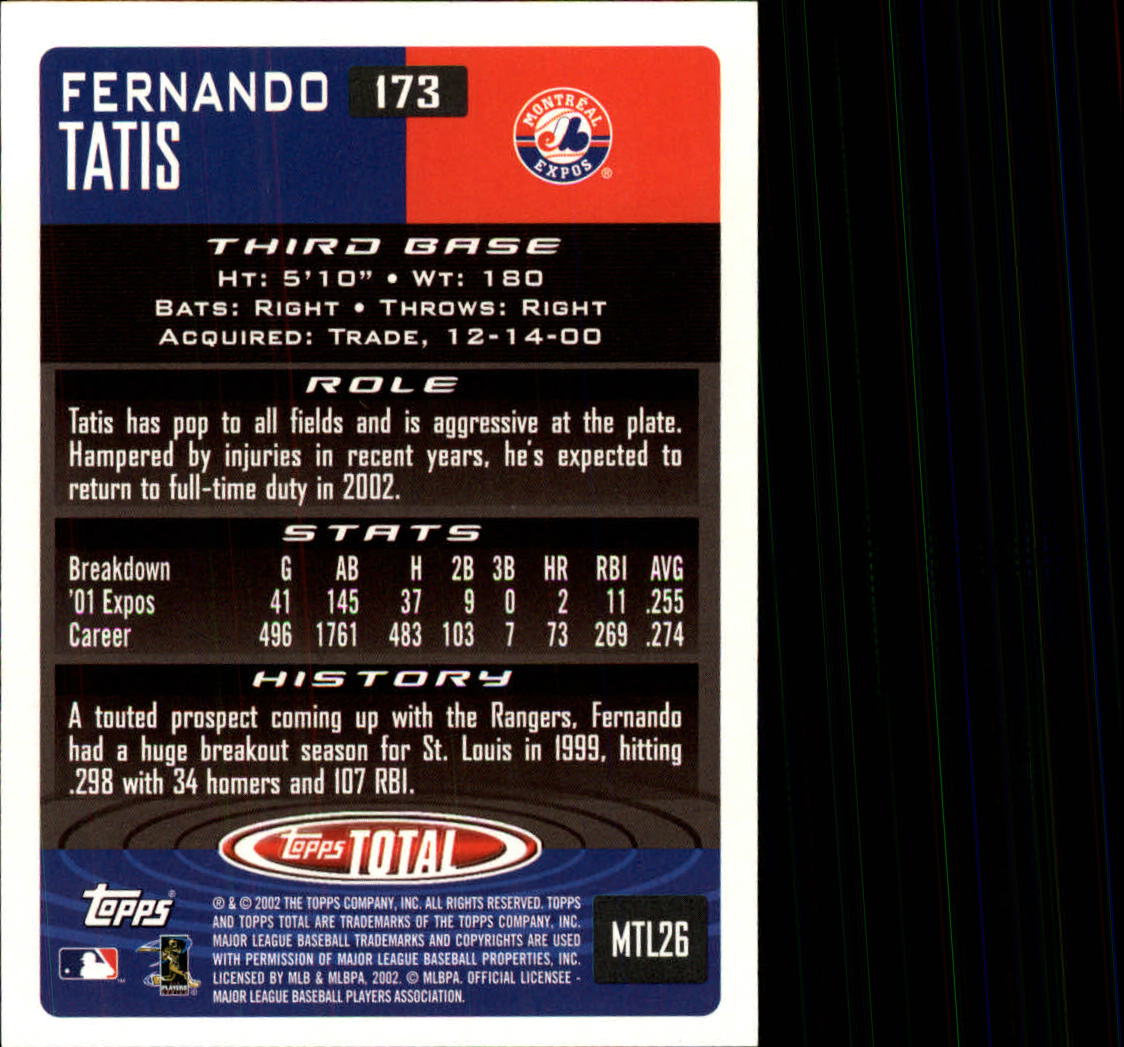 FERNANDO 173
TATIS
MONTRÉAL
EXPOS ®
THIRD BASE
HT: 5'10" • WT: 180
BATS: RIGHT • THROWS: RIGHT
ACQUIRED: TRADE, 12-14-00
ROLE
Tatis has pop to all fields and is aggressive at the plate.
Hampered by injuries in recent years, he's expected to
return to full-time duty in 2002.
STATS
Breakdown G AB H 2B 3B HR RBI AVG
'01 Expos 41 145 37 9 0 2 11 .255
Career 496 1761 483 103 7 73 269 .274
HISTORY
A touted prospect coming up with the Rangers, Fernando
had a huge breakout season for St. Louis in 1999, hitting
.298 with 34 homers and 107 RBI.
Topps TOTAL
Topps®
® & © 2002 THE TOPPS COMPANY, INC. ALL RIGHTS RESERVED. TOPPS
AND TOPPS TOTAL ARE TRADEMARKS OF THE TOPPS COMPANY, INC.
MAJOR LEAGUE BASEBALL TRADEMARKS AND COPYRIGHTS ARE USED
WITH PERMISSION OF MAJOR LEAGUE BASEBALL PROPERTIES, INC.
LICENSED BY MLB & MLBPA, 2002. © MLBPA. OFFICIAL LICENSEE -
MAJOR LEAGUE BASEBALL PLAYERS ASSOCIATION.
MTL26
PLAYERS